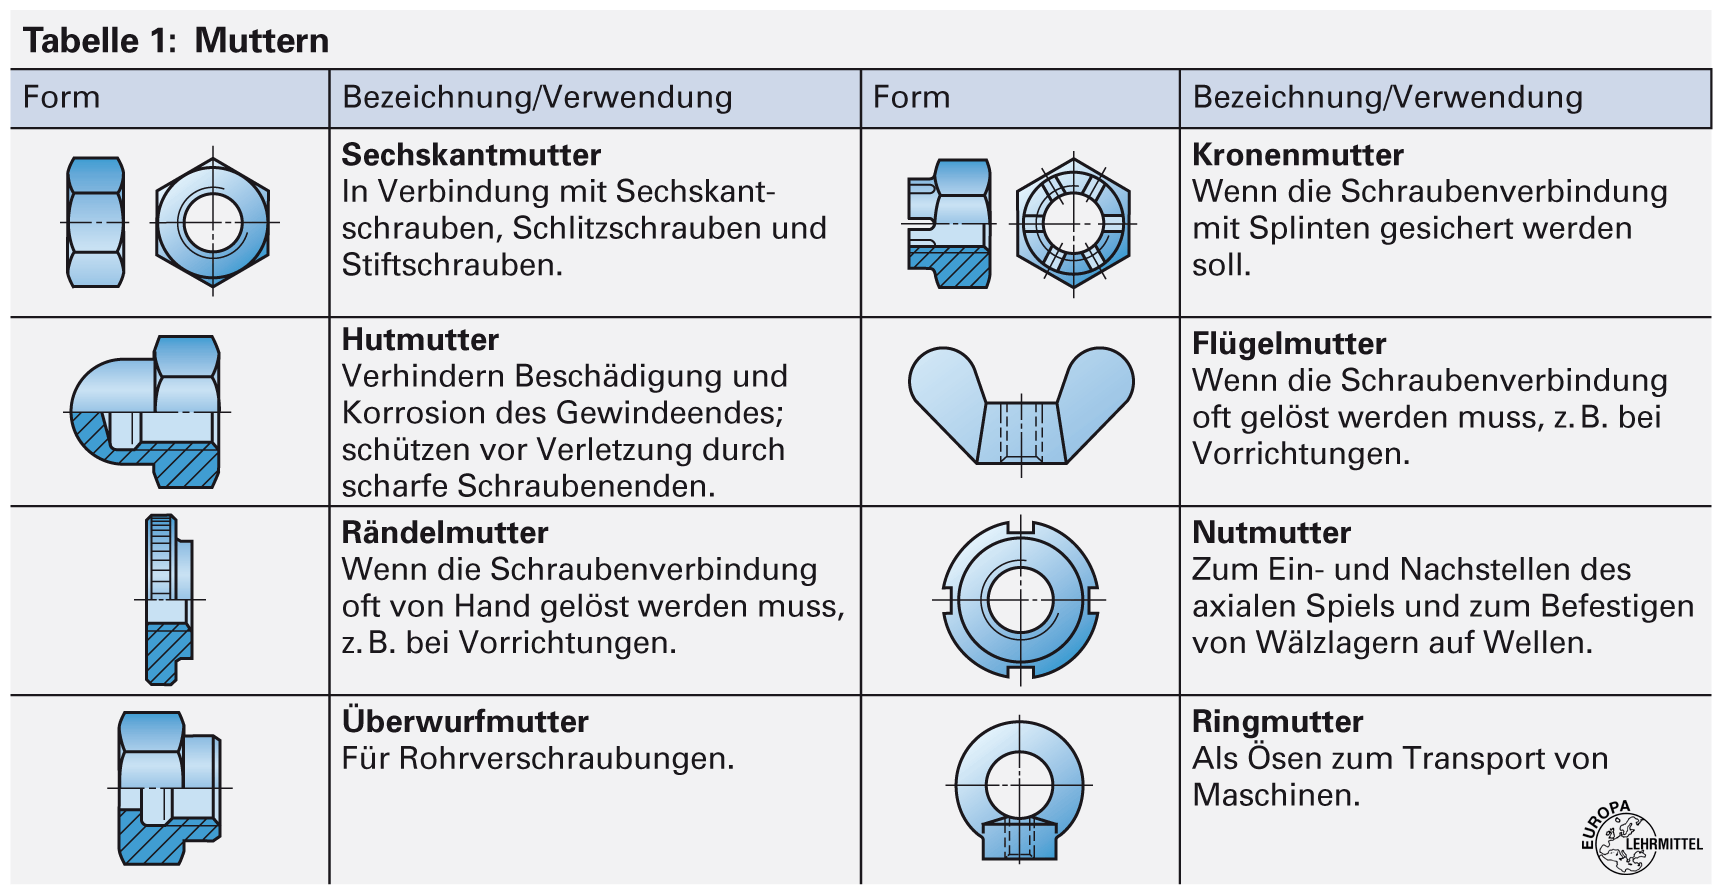 Tabelle 1: Muttern
Form
Bezeichnung/Verwendung
Form
Bezeichnung/Verwendung
Sechskantmutter
In Verbindung mit Sechskant-
schrauben, Schlitzschrauben und
Stiftschrauben.
Kronenmutter
Wenn die Schraubenverbindung
mit Splinten gesichert werden
soll.
Hutmutter
Verhindern Beschädigung und
Korrosion des Gewindeendes;
schützen vor Verletzung durch
scharfe Schraubenenden.
Flügelmutter
Wenn die Schraubenverbindung
oft gelöst werden muss, z. B. bei
Vorrichtungen.
Rändelmutter
Wenn die Schraubenverbindung
oft von Hand gelöst werden muss,
z. B. bei Vorrichtungen.
Nutmutter
Zum Ein- und Nachstellen des
axialen Spiels und zum Befestigen
von Wälzlagern auf Wellen.
Überwurfmutter
Für Rohrverschraubungen.
Ringmutter
Als Ösen zum Transport von
Maschinen.
EUROPA
LEHRMITTEL